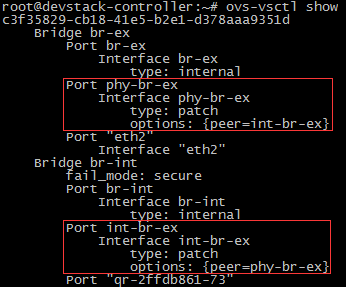 root@devstack-controller:~# ovs-vsctl show
c3f35829-cb18-41e5-b2e1-d378aaa9351d
    Bridge br-ex
        Port br-ex
            Interface br-ex
                type: internal
        Port phy-br-ex
            Interface phy-br-ex
                type: patch
                options: {peer=int-br-ex}
        Port "eth2"
            Interface "eth2"
    Bridge br-int
        fail_mode: secure
        Port br-int
            Interface br-int
                type: internal
        Port int-br-ex
            Interface int-br-ex
                type: patch
                options: {peer=phy-br-ex}
        Port "qr-2ffdb861-73"